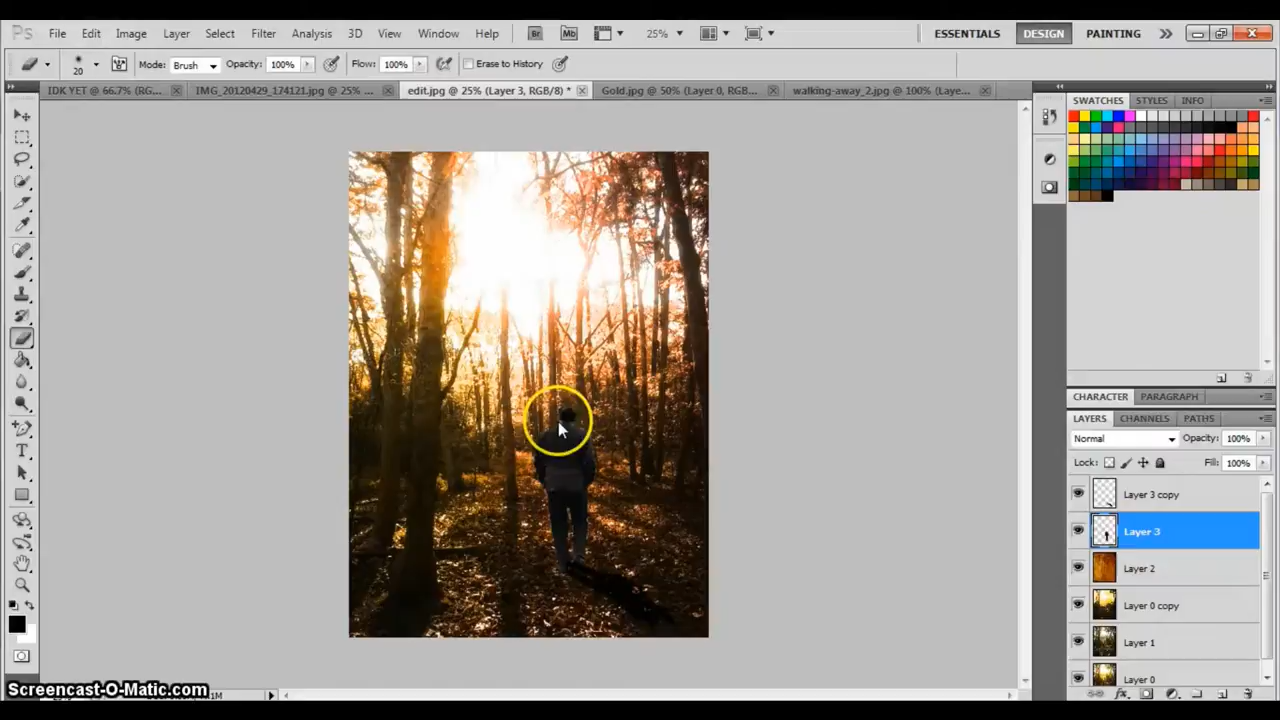 Ps File Edit Image Layer Select Filter Analysis 3D View Window Help Br Mb 25% ESSENTIALS DESIGN PAINTING
20 Mode: Brush Opacity: 100% Flow: 100% Erase to History
IDK YET @ 66.7% (RG... IMG_20120429_174121.jpg @ 25% ... edit.jpg @ 25% (Layer 3, RGB/8) * Gold.jpg @ 50% (Layer 0, RGB... walking-away_2.jpg @ 100% (Laye...
SWATCHES STYLES INFO
CHARACTER PARAGRAPH
LAYERS CHANNELS PATHS
Normal Opacity: 100%
Lock: Fill: 100%
Layer 3 copy
Layer 3
Layer 2
Layer 0 copy
Layer 1
Layer 0
Screencast-O-Matic.com